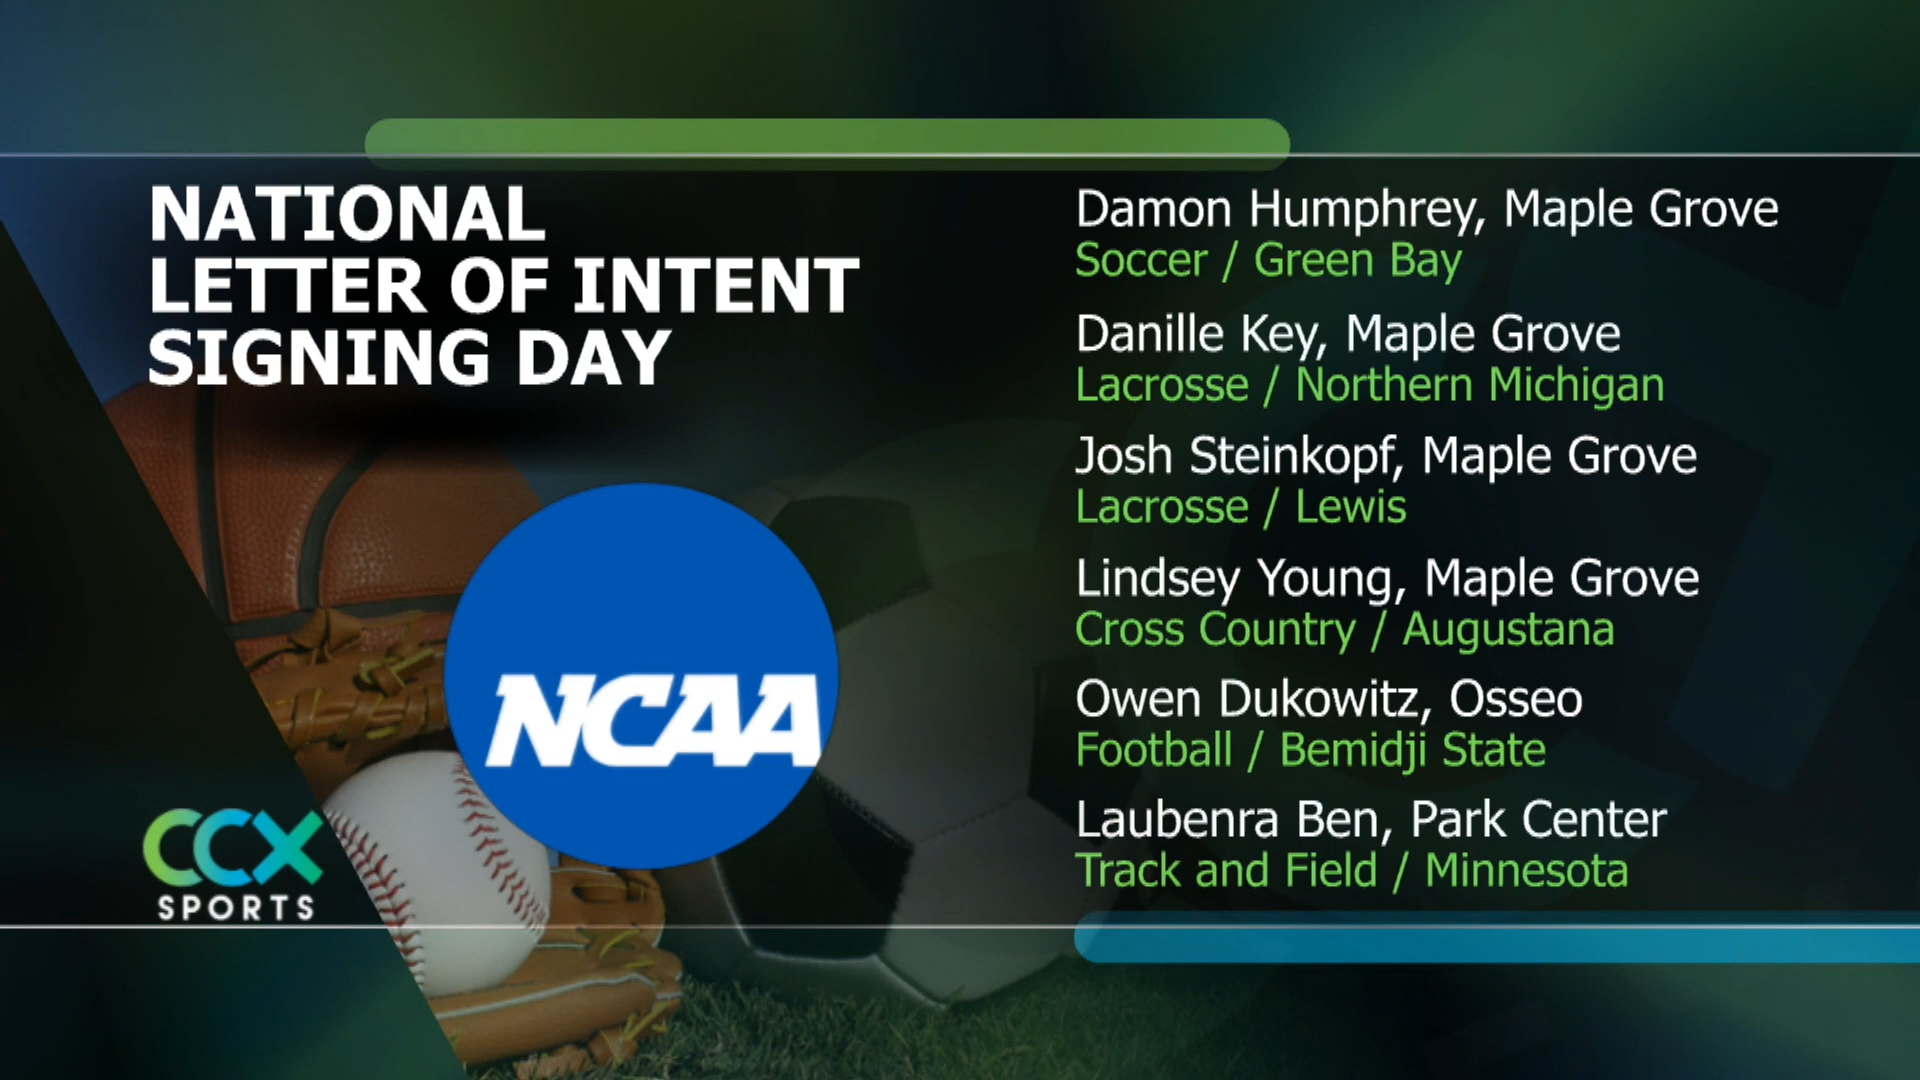 NATIONAL
LETTER OF INTENT
SIGNING DAY
NCAA
CCX
SPORTS
Damon Humphrey, Maple Grove
Soccer / Green Bay
Danille Key, Maple Grove
Lacrosse / Northern Michigan
Josh Steinkopf, Maple Grove
Lacrosse / Lewis
Lindsey Young, Maple Grove
Cross Country / Augustana
Owen Dukowitz, Osseo
Football / Bemidji State
Laubenra Ben, Park Center
Track and Field / Minnesota